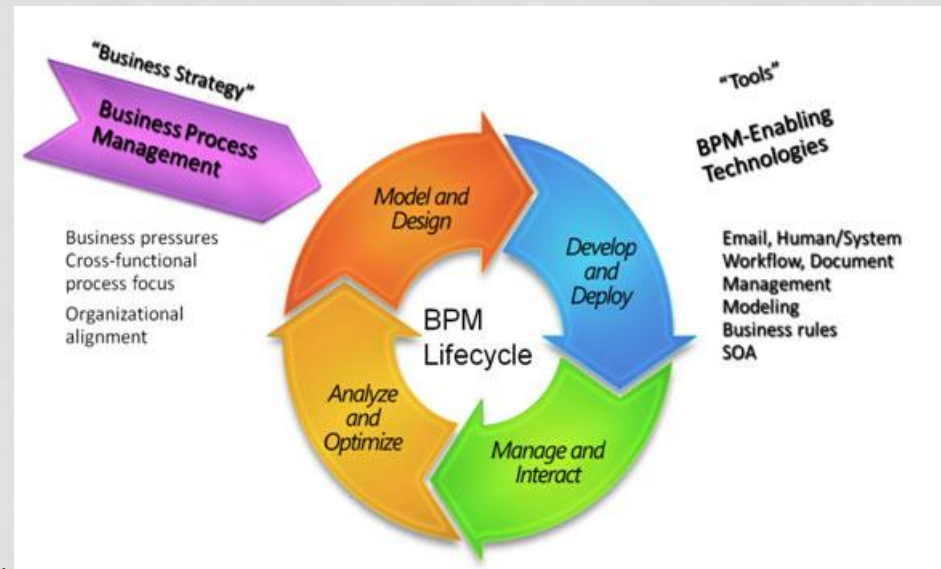 "Business Strategy"
Business Process
Management
Business pressures
Cross-functional
process focus
Organizational
alignment
Model and
Design
Develop
and
Deploy
Manage and
Interact
Analyze
and
Optimize
BPM
Lifecycle
"Tools"
BPM-Enabling
Technologies
Email, Human/System
Workflow, Document
Management
Modeling
Business rules
SOA